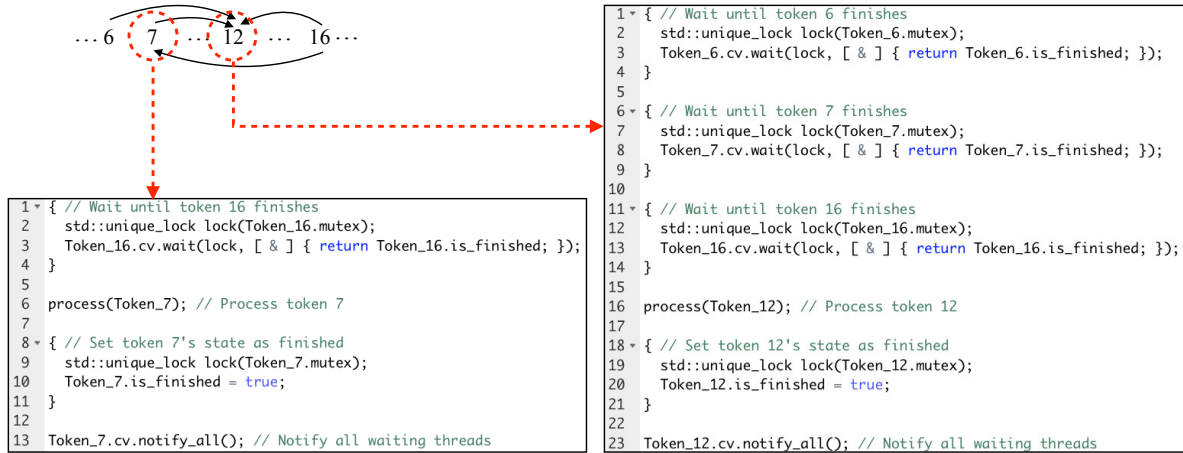 ... 6 7 ... 12 ... 16 ...
1 { // Wait until token 16 finishes
2 std::unique_lock lock(Token_16.mutex);
3 Token_16.cv.wait(lock, [ & ] { return Token_16.is_finished; });
4 }
5
6 process(Token_7); // Process token 7
7
8 { // Set token 7's state as finished
9 std::unique_lock lock(Token_7.mutex);
10 Token_7.is_finished = true;
11 }
12
13 Token_7.cv.notify_all(); // Notify all waiting threads
1 { // Wait until token 6 finishes
2 std::unique_lock lock(Token_6.mutex);
3 Token_6.cv.wait(lock, [ & ] { return Token_6.is_finished; });
4 }
5
6 { // Wait until token 7 finishes
7 std::unique_lock lock(Token_7.mutex);
8 Token_7.cv.wait(lock, [ & ] { return Token_7.is_finished; });
9 }
10
11 { // Wait until token 16 finishes
12 std::unique_lock lock(Token_16.mutex);
13 Token_16.cv.wait(lock, [ & ] { return Token_16.is_finished; });
14 }
15
16 process(Token_12); // Process token 12
17
18 { // Set token 12's state as finished
19 std::unique_lock lock(Token_12.mutex);
20 Token_12.is_finished = true;
21 }
22
23 Token_12.cv.notify_all(); // Notify all waiting threads